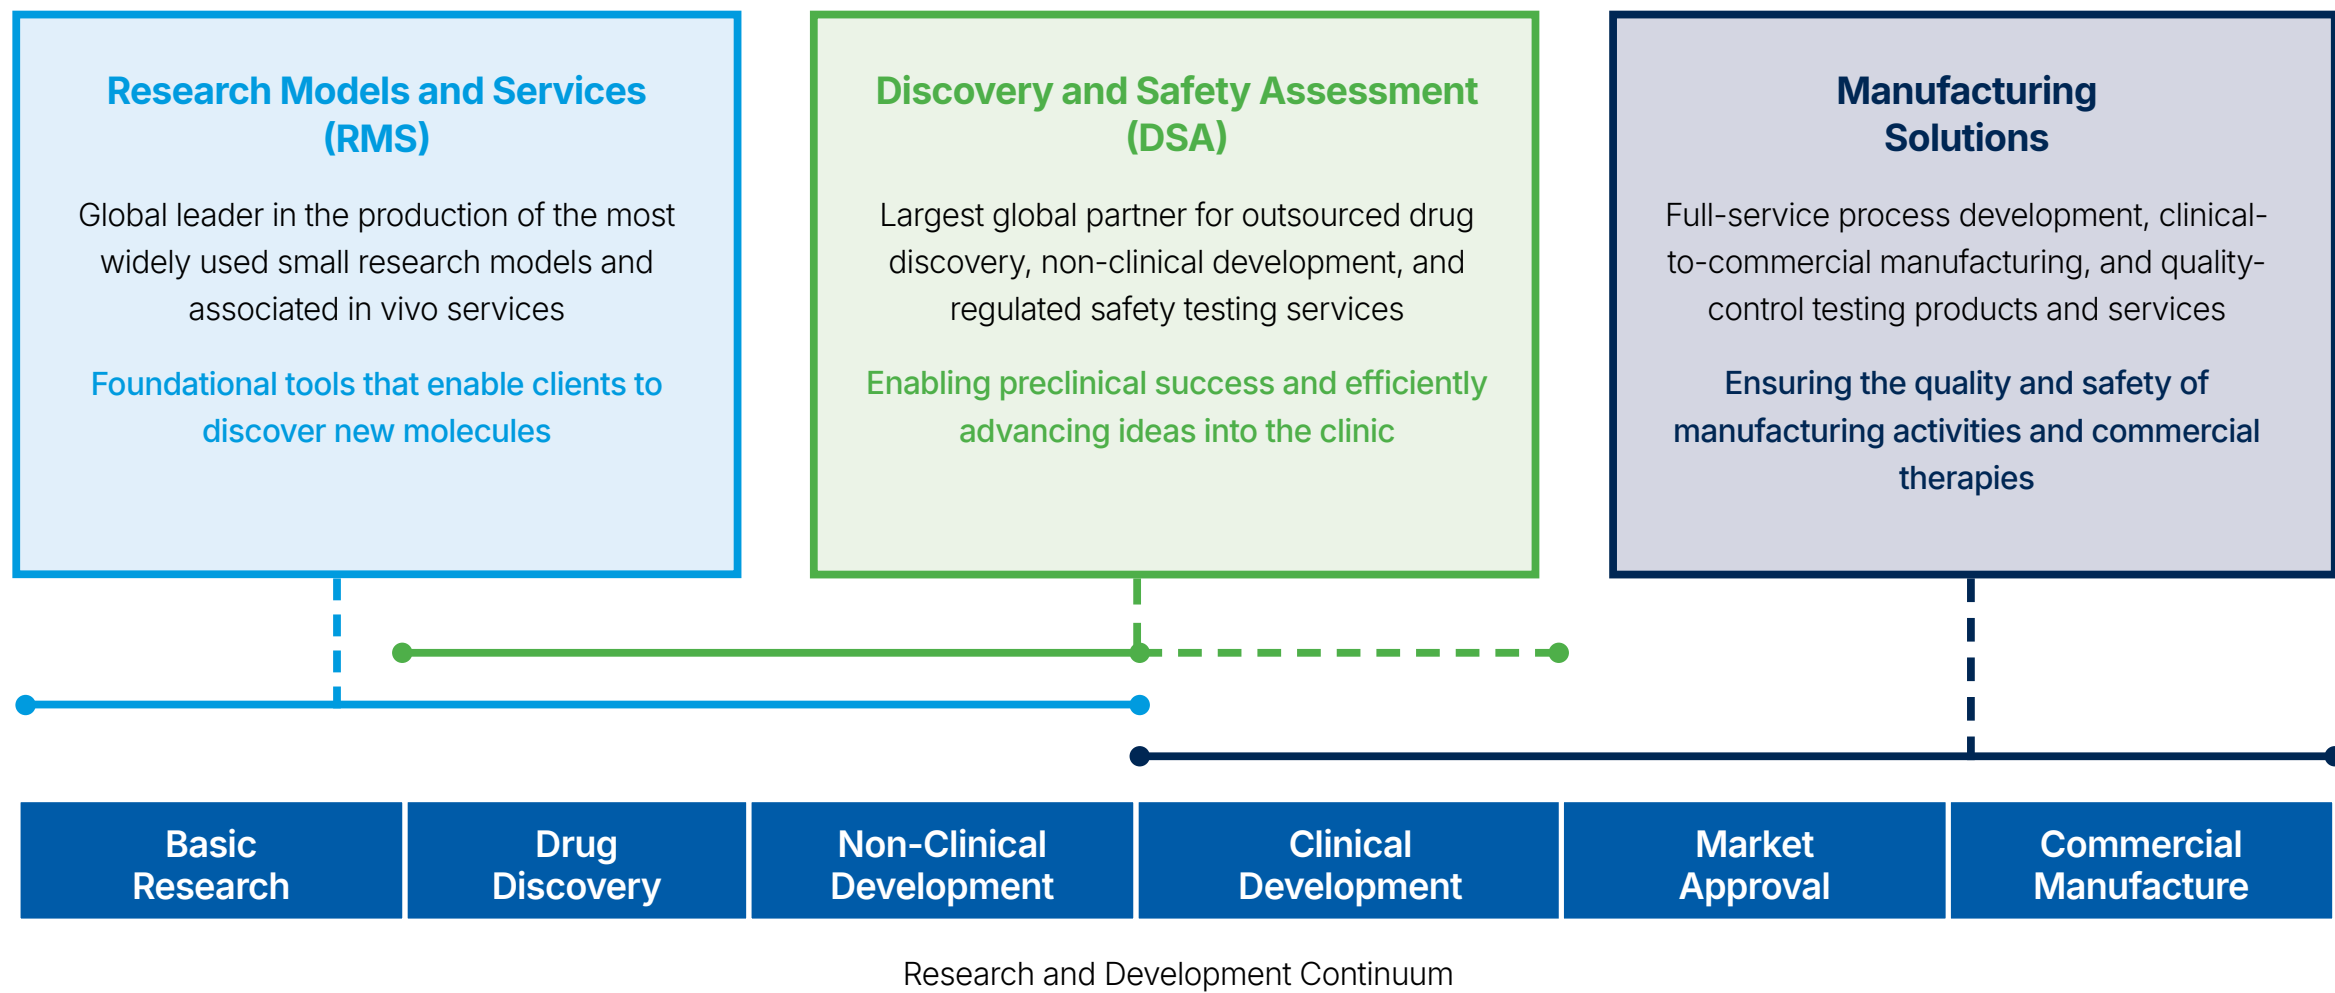 Research Models and Services
(RMS)
Global leader in the production of the most
widely used small research models and
associated in vivo services
Foundational tools that enable clients to
discover new molecules
Discovery and Safety Assessment
(DSA)
Largest global partner for outsourced drug
discovery, non-clinical development, and
regulated safety testing services
Enabling preclinical success and efficiently
advancing ideas into the clinic
Manufacturing
Solutions
Full-service process development, clinical-
to-commercial manufacturing, and quality-
control testing products and services
Ensuring the quality and safety of
manufacturing activities and commercial
therapies
Basic
Research
Drug
Discovery
Non-Clinical
Development
Clinical
Development
Market
Approval
Commercial
Manufacture
Research and Development Continuum